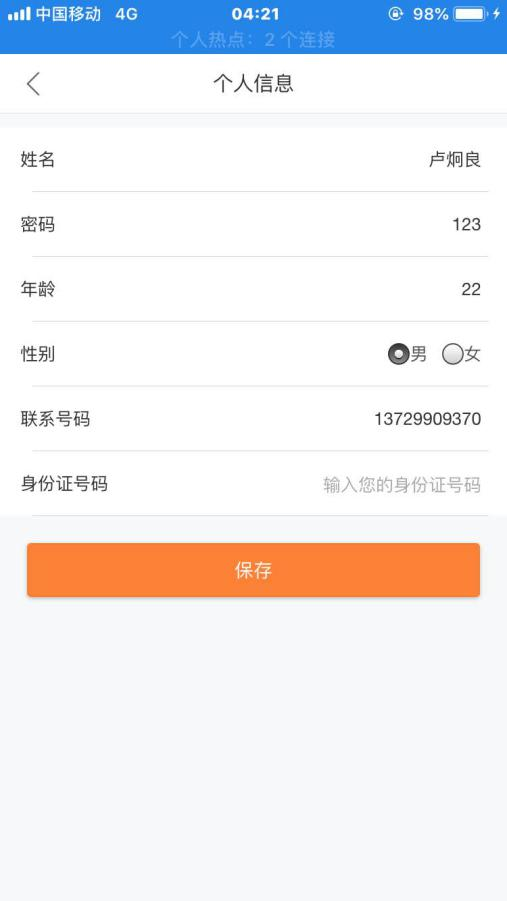 中国移动 4G 04:21 98%
个人热点: 2 个连接
个人信息
姓名 卢炯良
密码 123
年龄 22
性别 男 女
联系号码 13729909370
身份证号码 输入您的身份证号码
保存